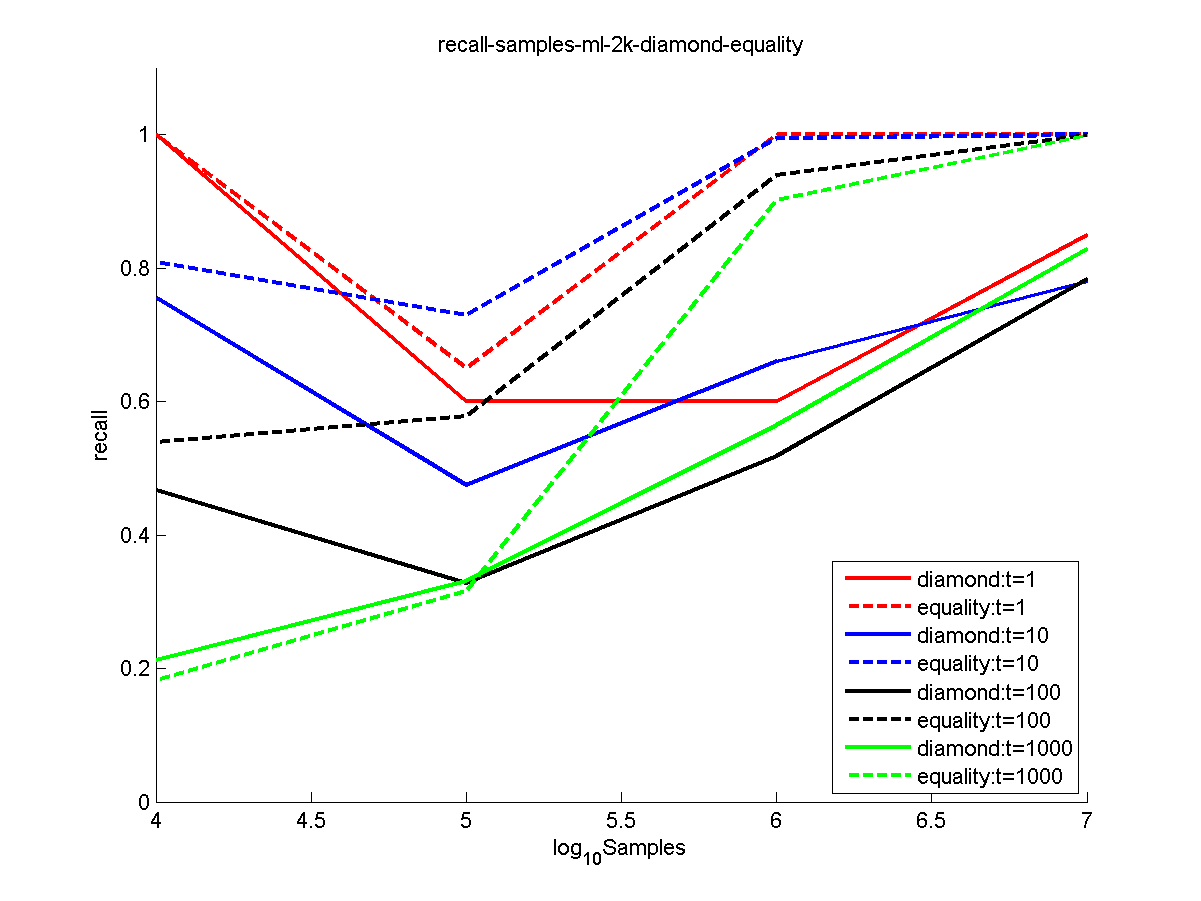 recall-samples-ml-2k-diamond-equality
1
0.8
0.6
0.4
0.2
0
recall
4 4.5 5 5.5 6 6.5 7
log10Samples
diamond:t=1
equality:t=1
diamond:t=10
equality:t=10
diamond:t=100
equality:t=100
diamond:t=1000
equality:t=1000